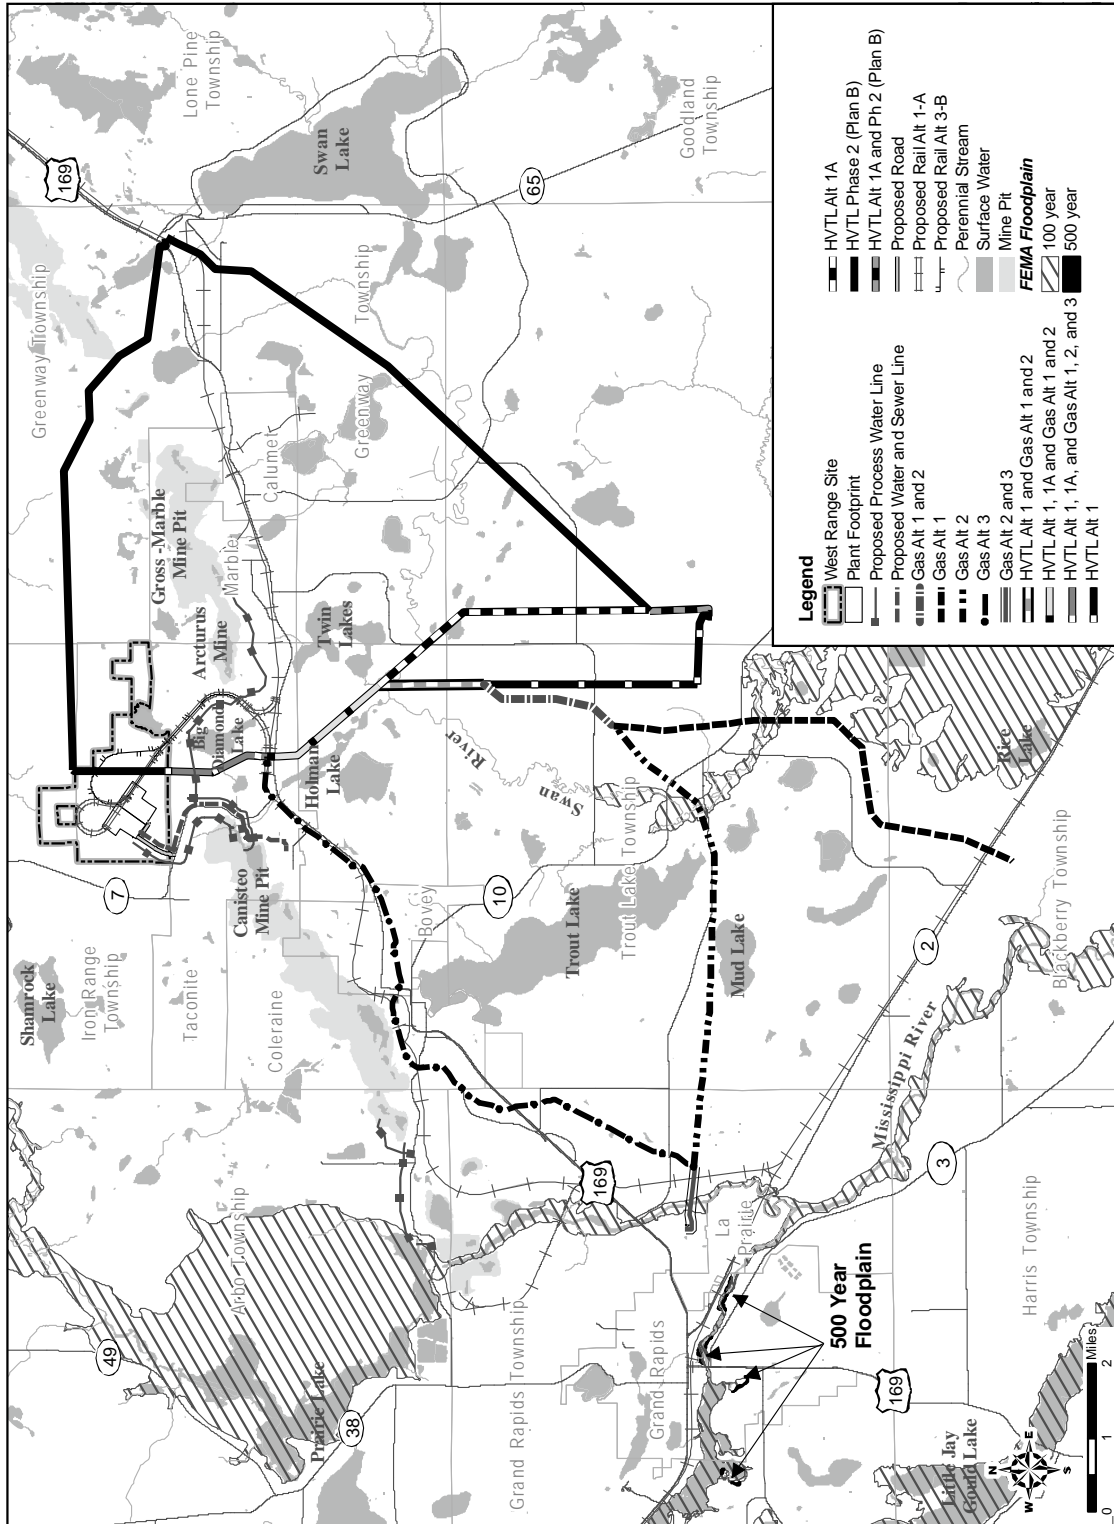 Lone Pine
Township
169
Swan
Lake
65
Goodland
Township
Greenway Township
Greenway
Township
Gross -Marble
Mine Pit
Calumet
Marble
Arcturus
Mine
Twin
Lakes
Big
Diamond
Lake
Holman
Lake
Swan
River
7
Canisteo
Mine Pit
Bovey
10
Trout Lake
Trout Lake Township
Mud Lake
Rice
Lake
Blackberry Township
2
Shamrock
Lake
Iron Range
Township
Taconite
Coleraine
Mississippi River
3
169
La
Prairie
Arbo Township
49
Prairie Lake
38
Grand Rapids Township
Grand Rapids
500 Year
Floodplain
169
Harris Township
Little Jay
Gould Lake
N
E
S
W
0
1
2
Miles
Legend
West Range Site
Plant Footprint
Proposed Process Water Line
Proposed Water and Sewer Line
Gas Alt 1 and 2
Gas Alt 1
Gas Alt 2
Gas Alt 3
Gas Alt 2 and 3
HVTL Alt 1 and Gas Alt 1 and 2
HVTL Alt 1, 1A and Gas Alt 1 and 2
HVTL Alt 1, 1A, and Gas Alt 1, 2, and 3
HVTL Alt 1
HVTL Alt 1A
HVTL Phase 2 (Plan B)
HVTL Alt 1A and Ph 2 (Plan B)
Proposed Road
Proposed Rail Alt 1-A
Proposed Rail Alt 3-B
Perennial Stream
Surface Water
Mine Pit
FEMA Floodplain
100 year
500 year